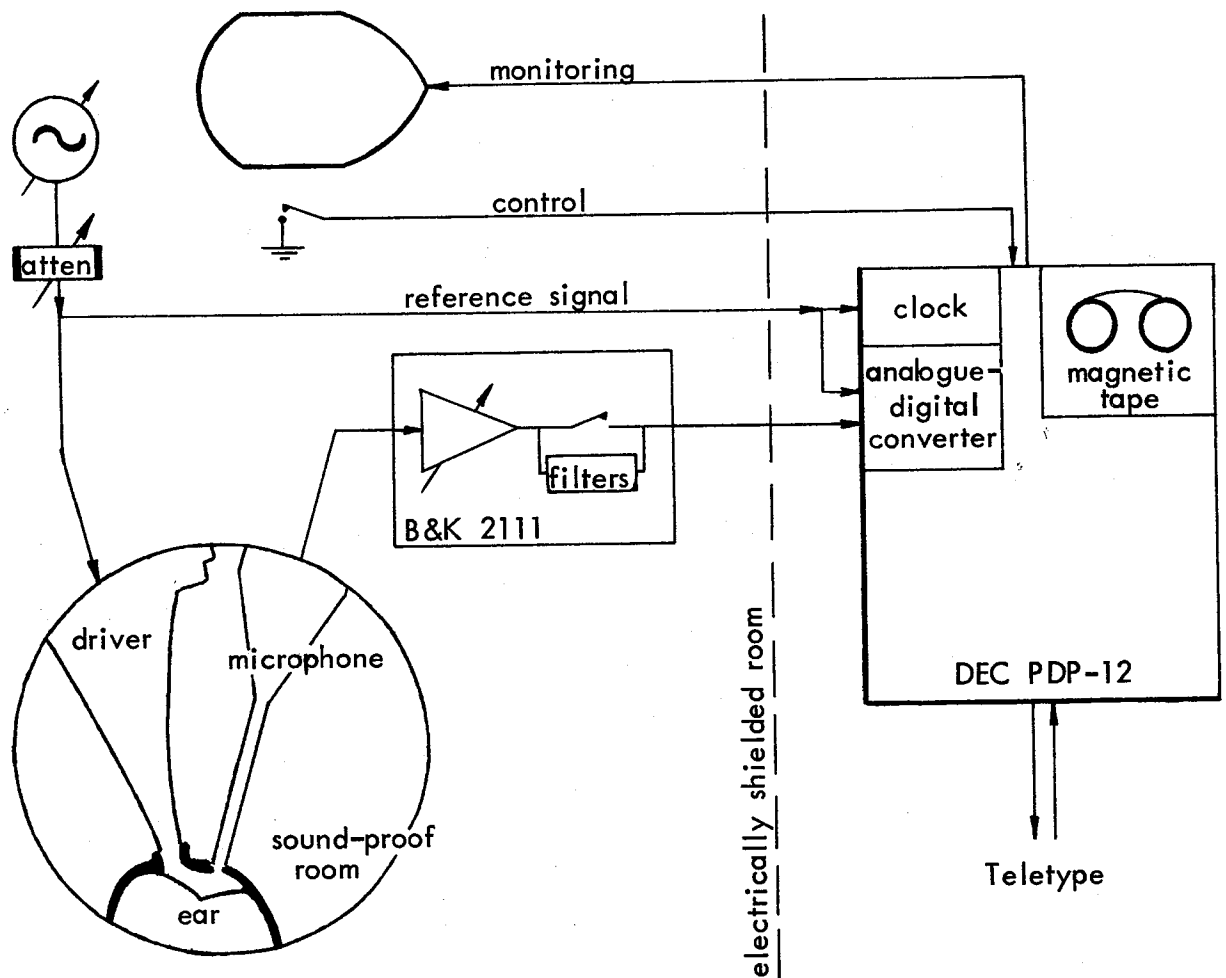 monitoring
control
atten
reference signal
clock
analogue-
digital
converter
magnetic
tape
filters
B&K 2111
driver
microphone
DEC PDP-12
sound-proof
room
ear
electrically shielded room
Teletype